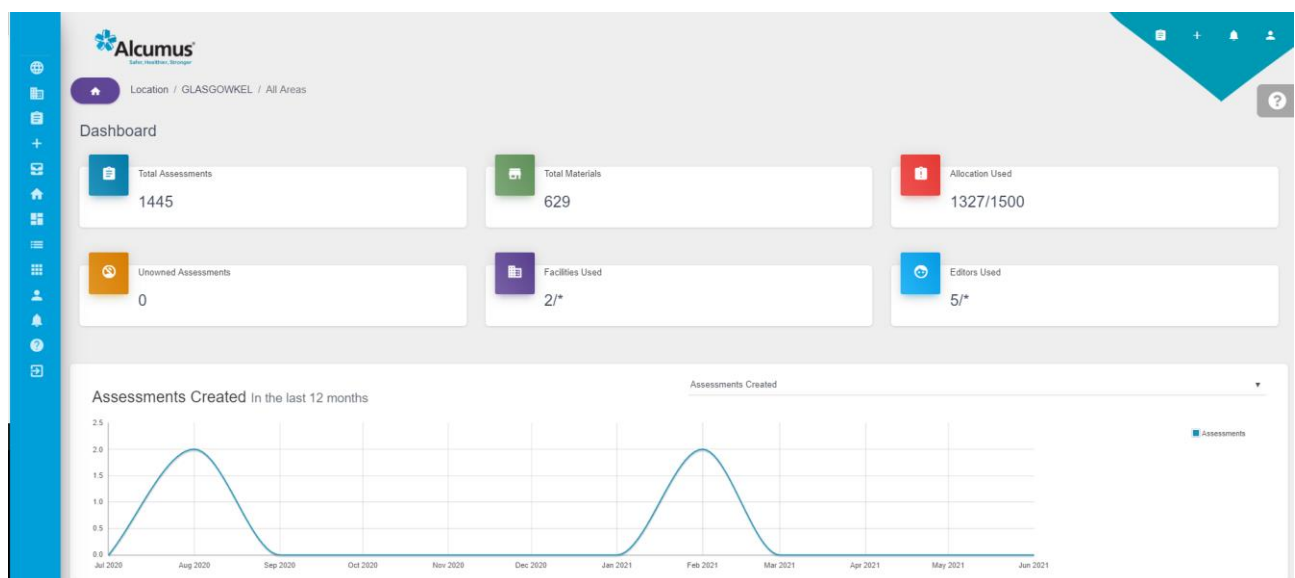 Alcumus®
Safer, Healthier, Stronger
Location / GLASGOWKEL / All Areas
Dashboard
Total Assessments
1445
Total Materials
629
Allocation Used
1327/1500
Unowned Assessments
0
Facilities Used
2/*
Editors Used
5/*
Assessments Created In the last 12 months
Assessments Created
Assessments
2.5
2.0
1.5
1.0
0.5
0.0
Jul 2020 Aug 2020 Sep 2020 Oct 2020 Nov 2020 Dec 2020 Jan 2021 Feb 2021 Mar 2021 Apr 2021 May 2021 Jun 2021